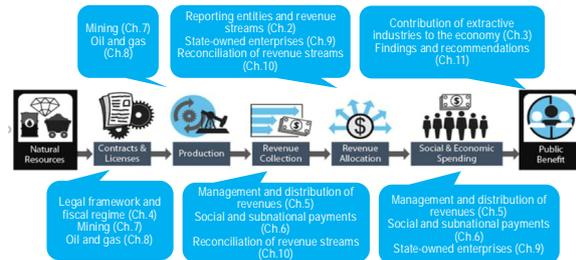 Mining (Ch.7)
Oil and gas
(Ch.8)
Reporting entities and revenue
streams (Ch.2)
State-owned enterprises (Ch.9)
Reconciliation of revenue streams
(Ch.10)
Contribution of extractive
industries to the economy (Ch.3)
Findings and recommendations
(Ch.11)
Natural
Resources
Contracts &
Licenses
Production
Revenue
Collection
Revenue
Allocation
Social & Economic
Spending
Public
Benefit
Legal framework and
fiscal regime (Ch.4)
Mining (Ch.7)
Oil and gas (Ch.8)
Management and distribution of
revenues (Ch.5)
Social and subnational payments
(Ch.6)
Reconciliation of revenue streams
(Ch.10)
Management and distribution of
revenues (Ch.5)
Social and subnational payments
(Ch.6)
State-owned enterprises (Ch.9)